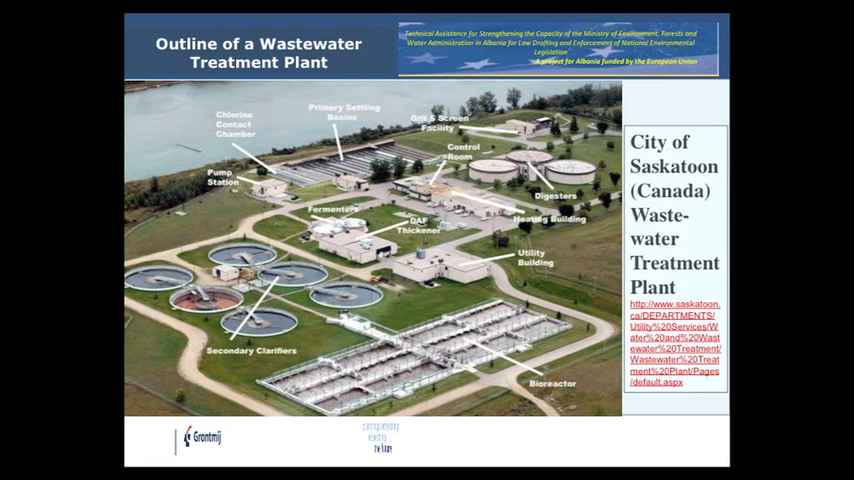 Outline of a Wastewater
Treatment Plant
Technical Assistance for Strengthening the Capacity of the Ministry of Environment, Forests and
Water Administration in Albania for Law Drafting and Enforcement of National Environmental
Legislation
A project for Albania funded by the European Union
Chlorine
Contact
Chamber
Primary Settling
Basins
Grit & Screen
Facility
Control
Room
Pump
Station
Digesters
Fermenters
DAF
Thickener
Heating Building
Utility
Building
Secondary Clarifiers
Bioreactor
City of
Saskatoon
(Canada)
Waste-
water
Treatment
Plant
http://www.saskatoon.
ca/DEPARTMENTS/
Utility%20Services/W
ater%20and%20Wast
ewater%20Treatment/
Wastewater%20Treat
ment%20Plant/Pages
/default.aspx
Grontmij
the future